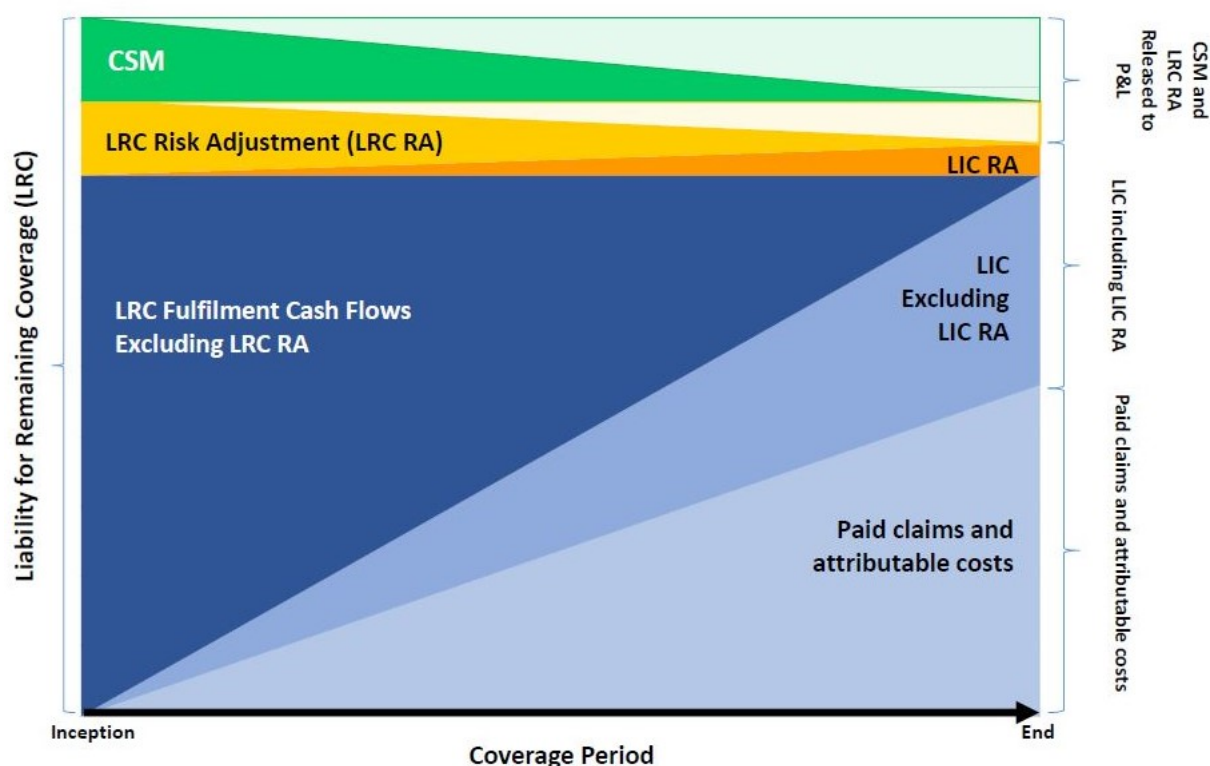 Liability for Remaining Coverage (LRC)
CSM
LRC Risk Adjustment (LRC RA)
LIC RA
LRC Fulfilment Cash Flows
Excluding LRC RA
LIC
Excluding
LIC RA
Paid claims and
attributable costs
CSM and
LRC RA
Released to
P&L
LIC including LIC RA
Paid claims and attributable costs
Inception
End
Coverage Period